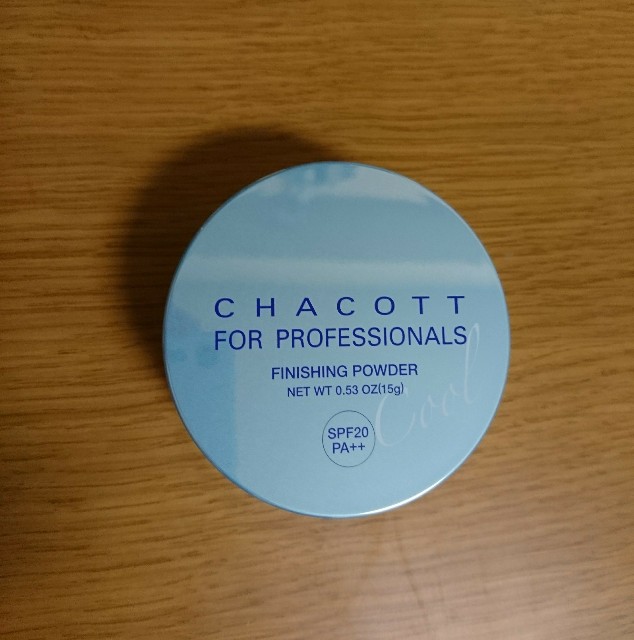 CHACOTT
FOR PROFESSIONALS
FINISHING POWDER
NET WT 0.53 OZ(15g)
Cool
SPF20
PA++